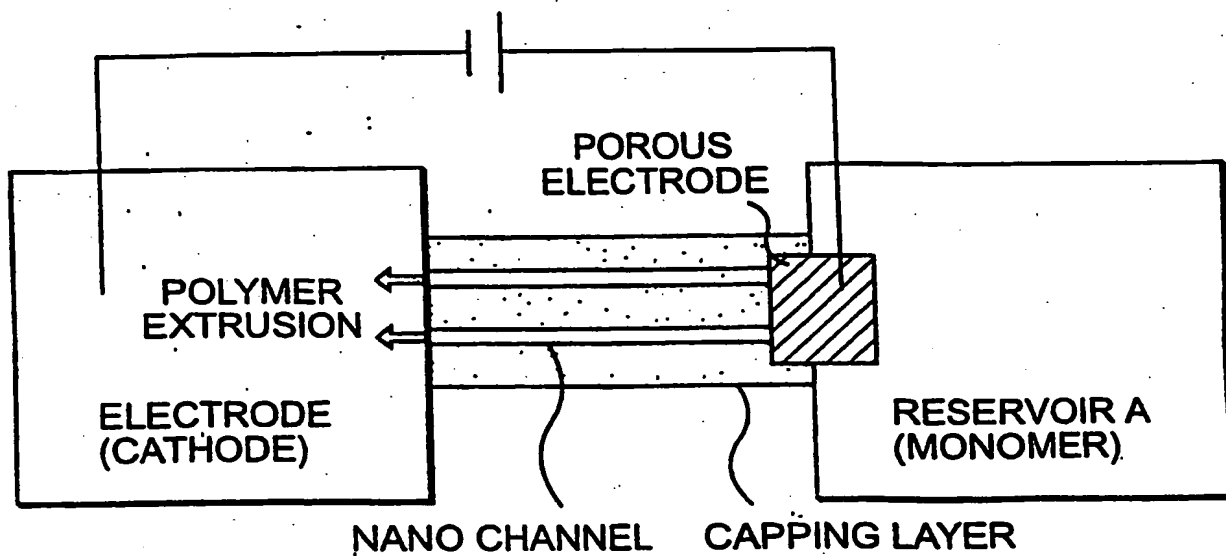 POROUS
ELECTRODE
POLYMER
EXTRUSION
ELECTRODE
(CATHODE)
RESERVOIR A
(MONOMER)
NANO CHANNEL
CAPPING LAYER